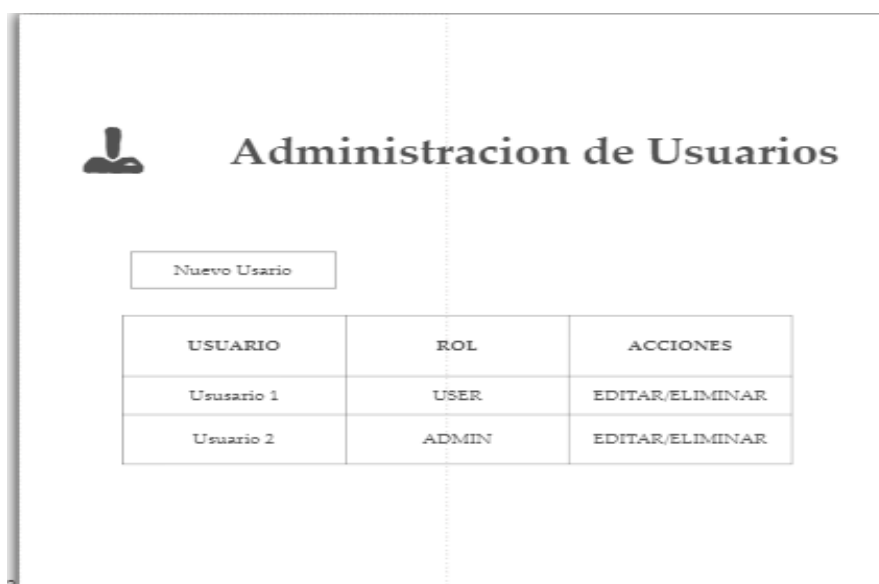 Administracion de Usuarios
Nuevo Usario
USUARIO ROL ACCIONES
Ususario 1 USER EDITAR/ELIMINAR
Usuario 2 ADMIN EDITAR/ELIMINAR